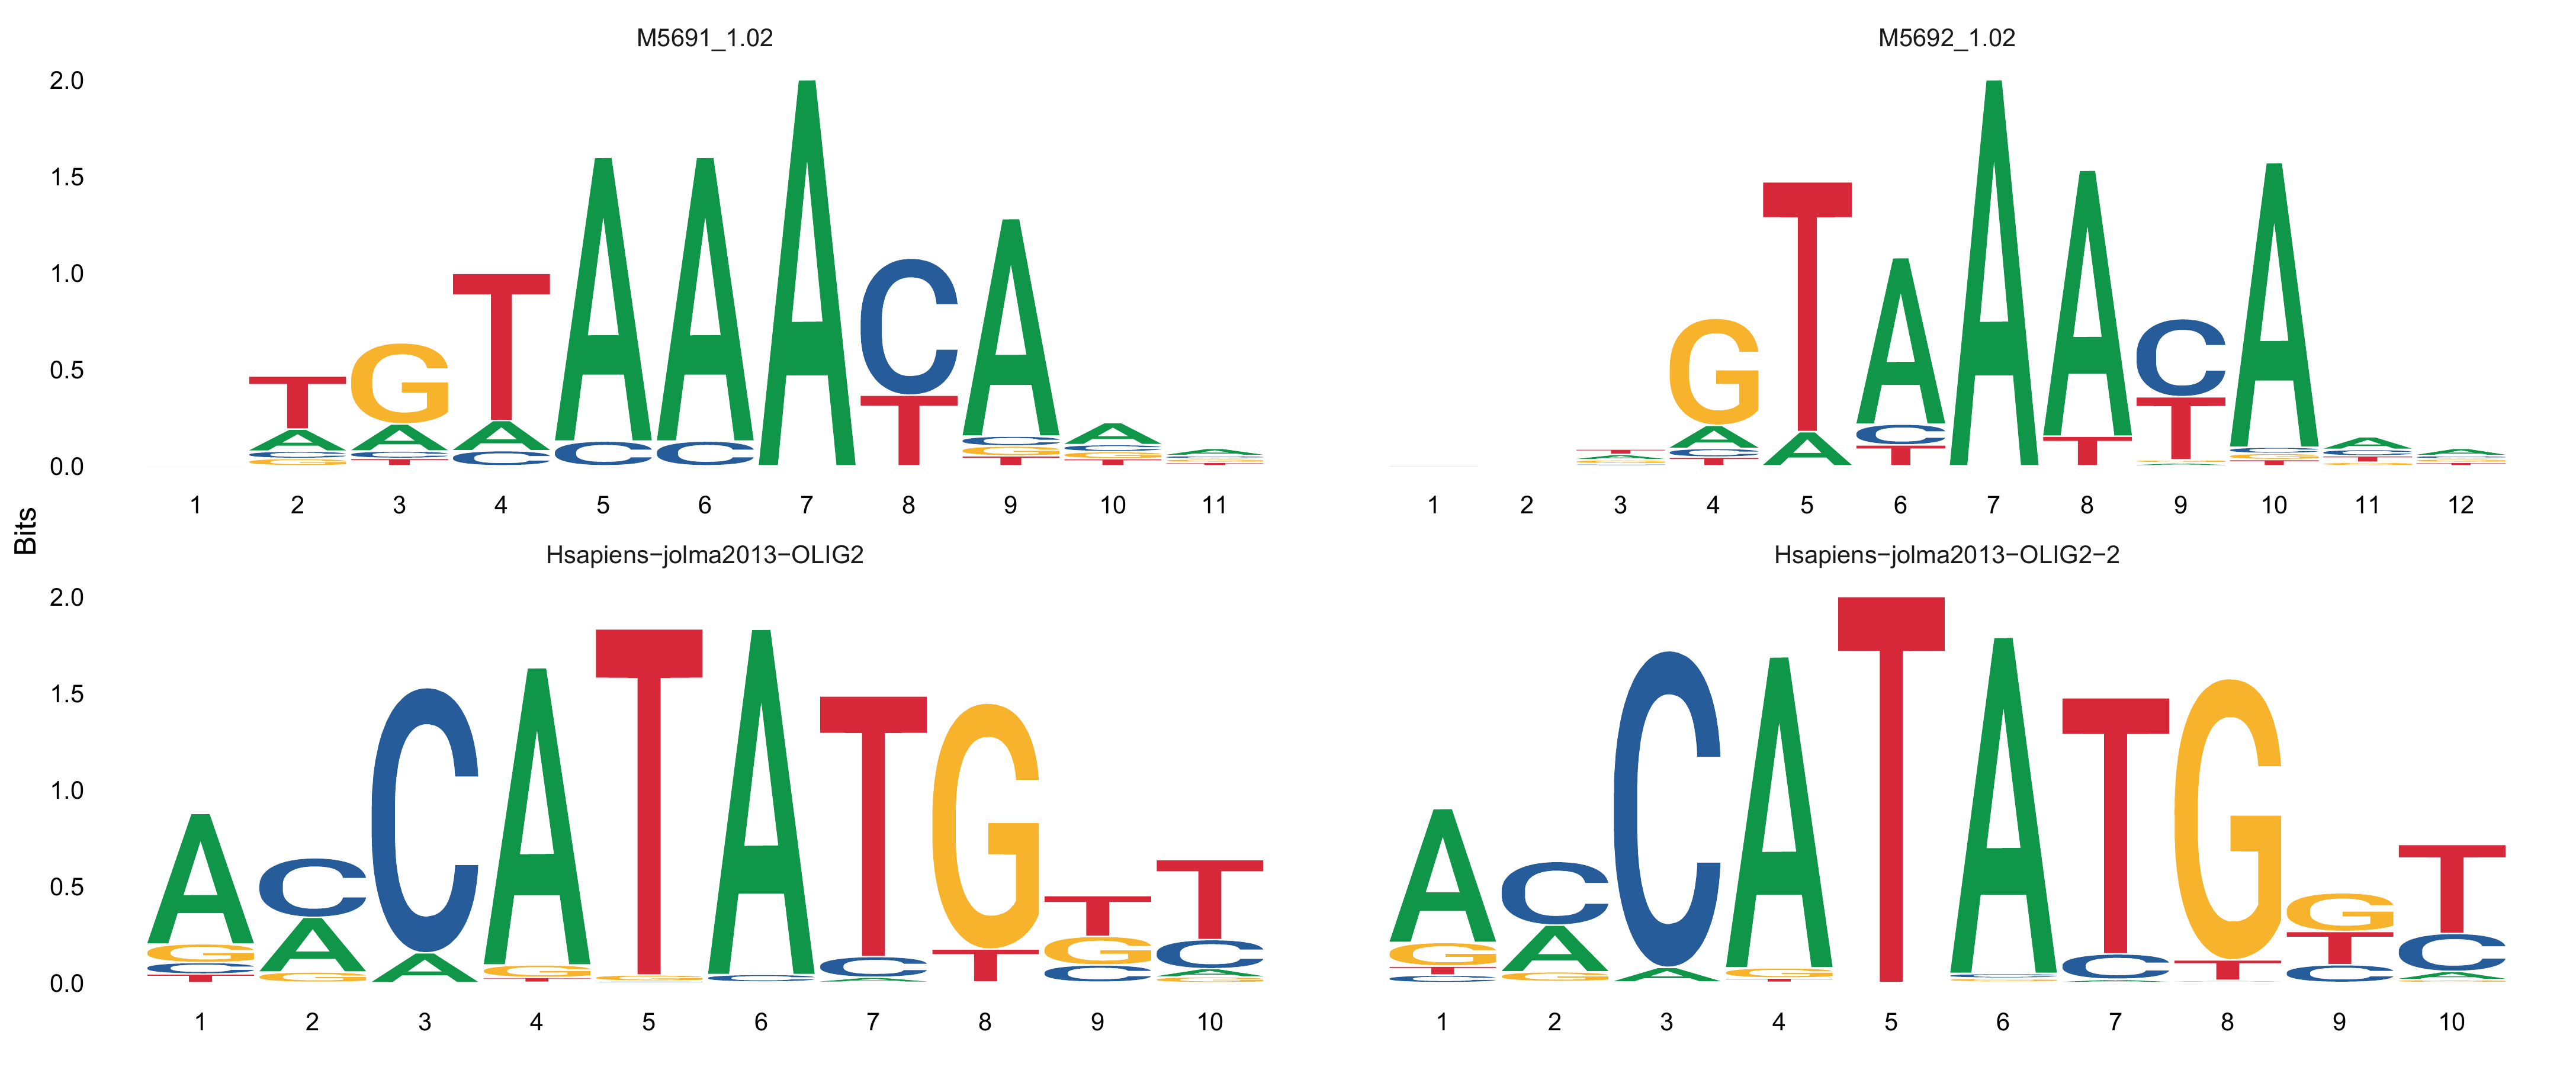 M5691_1.02
M5692_1.02
2.0
1.5
1.0
0.5
0.0
1 2 3 4 5 6 7 8 9 10 11
1 2 3 4 5 6 7 8 9 10 11 12
Bits
Hsapiens−jolma2013−OLIG2
Hsapiens−jolma2013−OLIG2−2
2.0
1.5
1.0
0.5
0.0
1 2 3 4 5 6 7 8 9 10
1 2 3 4 5 6 7 8 9 10